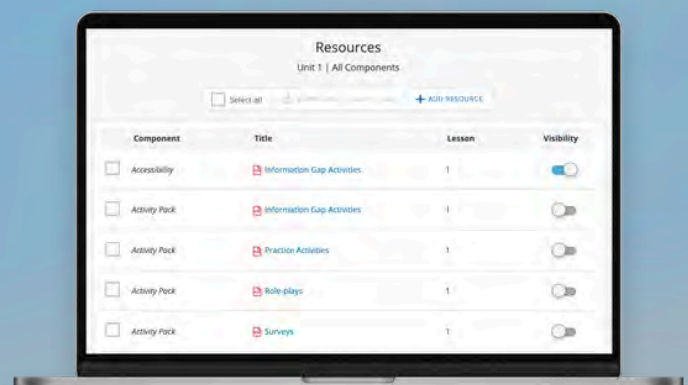 Resources
Unit 1 | All Components
Select all + ADD RESOURCE
Component Title Lesson Visibility
Accessibility Information Gap Activities 1
Activity Pack Information Gap Activities 1
Activity Pack Practice Activities 1
Activity Pack Role-plays 1
Activity Pack Surveys 1